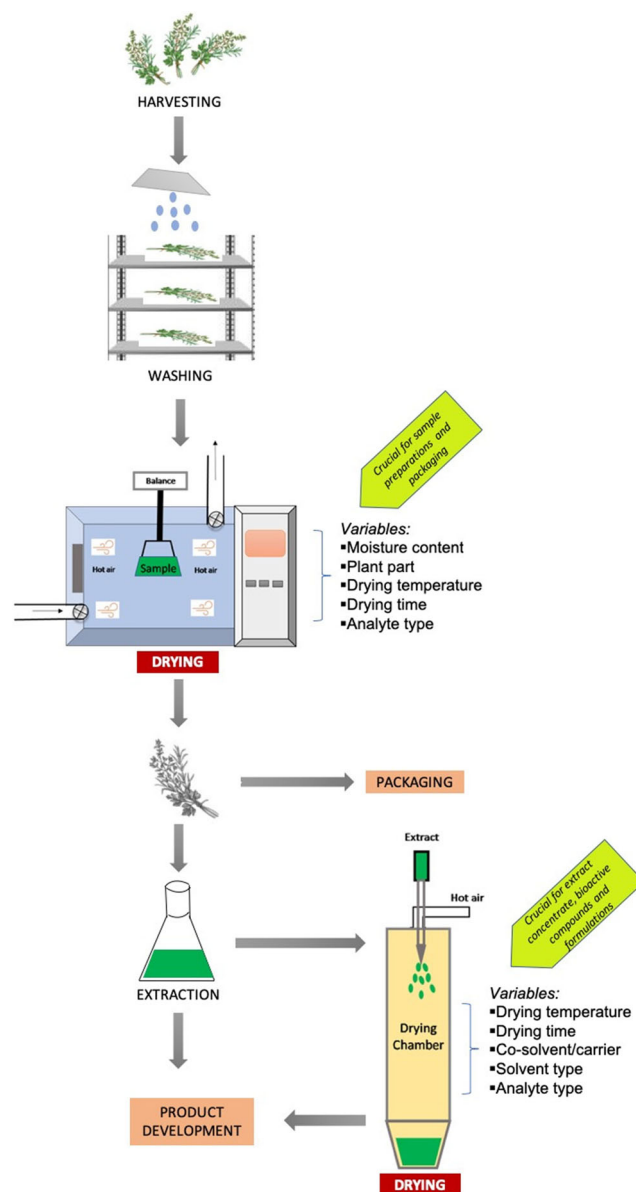 HARVESTING
WASHING
Crucial for sample
preparations and
packaging
Balance
Hot air
Sample
Hot air
Variables:
▪Moisture content
▪Plant part
▪Drying temperature
▪Drying time
▪Analyte type
DRYING
PACKAGING
Extract
Hot air
Crucial for extract
concentrate, bioactive
compounds and
formulations
EXTRACTION
Drying
Chamber
Variables:
▪Drying temperature
▪Drying time
▪Co-solvent/carrier
▪Solvent type
▪Analyte type
PRODUCT
DEVELOPMENT
DRYING